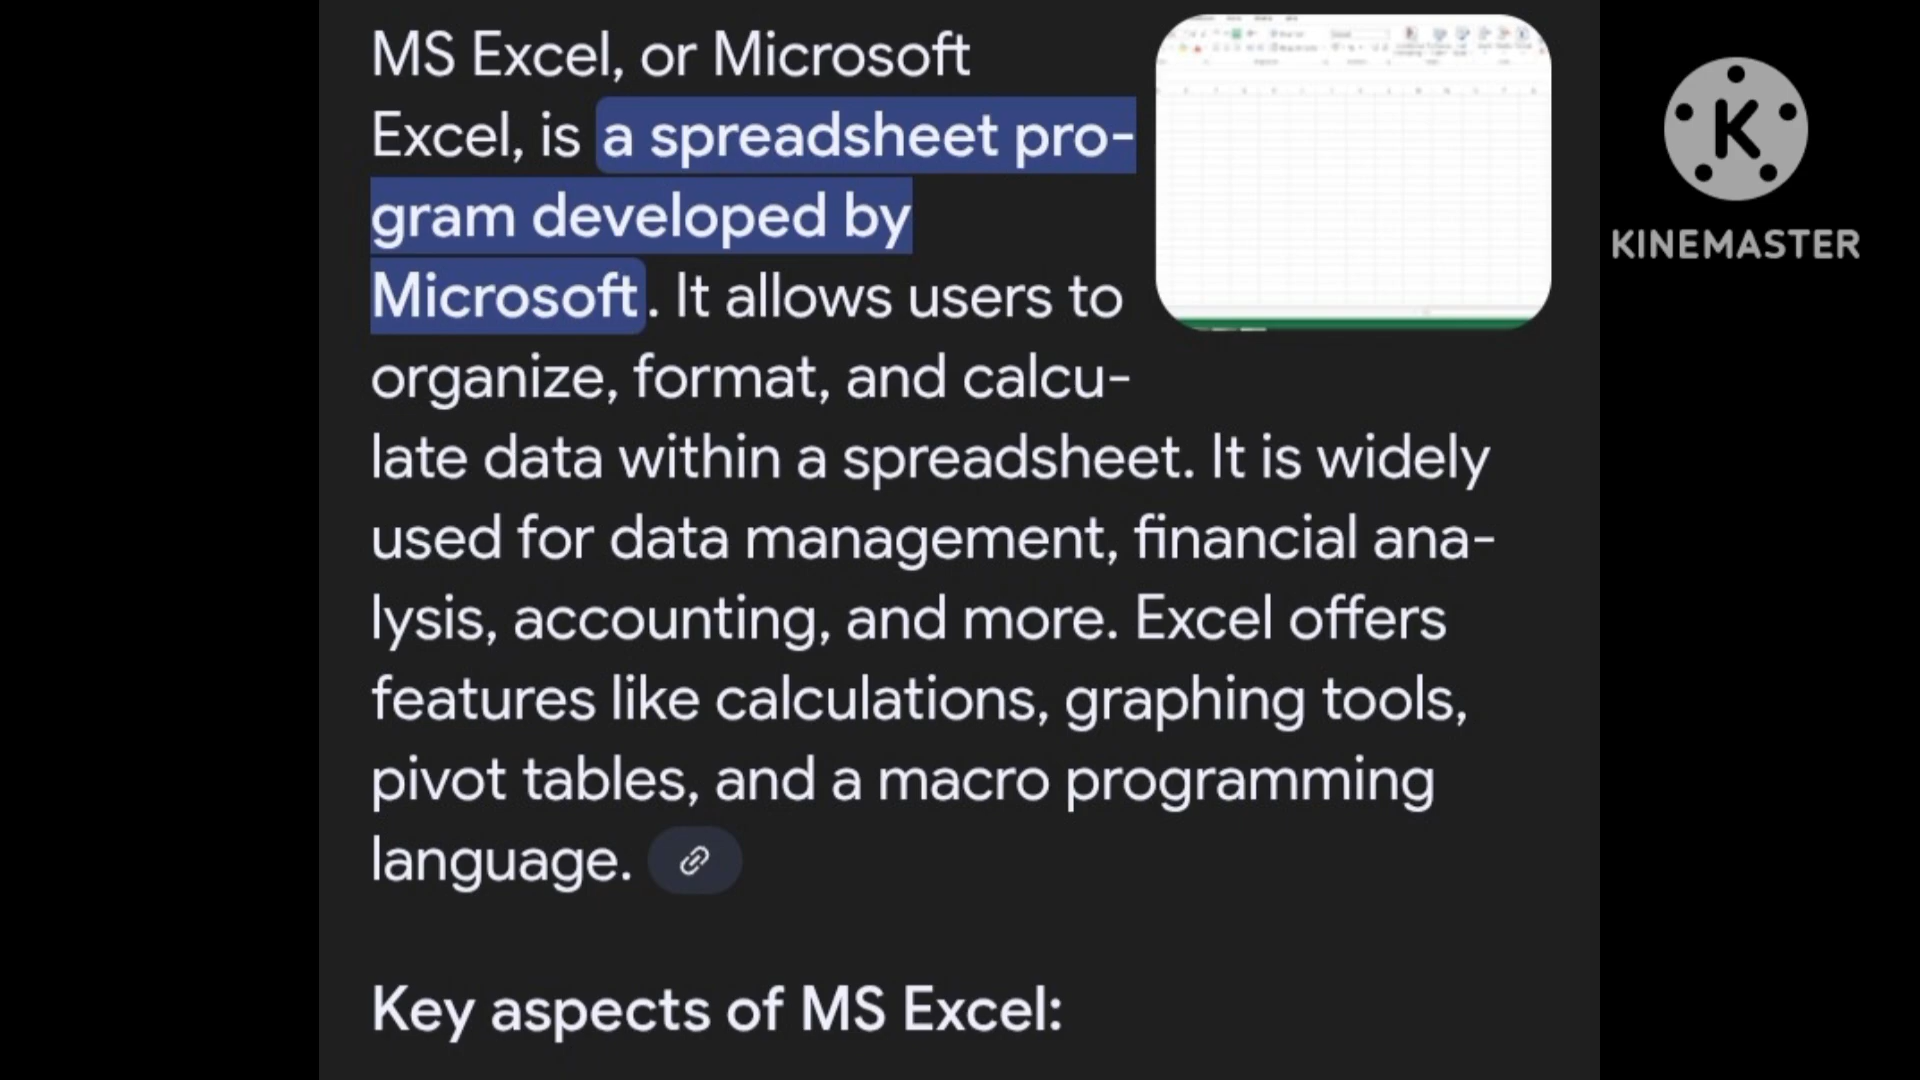 MS Excel, or Microsoft
Excel, is a spreadsheet pro-
gram developed by
Microsoft. It allows users to
organize, format, and calcu-
late data within a spreadsheet. It is widely
used for data management, financial ana-
lysis, accounting, and more. Excel offers
features like calculations, graphing tools,
pivot tables, and a macro programming
language.
Key aspects of MS Excel:
K
KINEMASTER